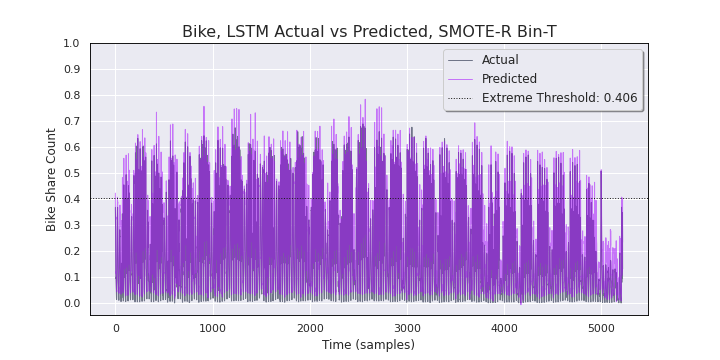 Bike, LSTM Actual vs Predicted, SMOTE-R Bin-T
Bike Share Count
1.0
0.9
0.8
0.7
0.6
0.5
0.4
0.3
0.2
0.1
0.0
Actual
Predicted
Extreme Threshold: 0.406
0 1000 2000 3000 4000 5000
Time (samples)